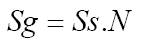 Sg = Ss.N